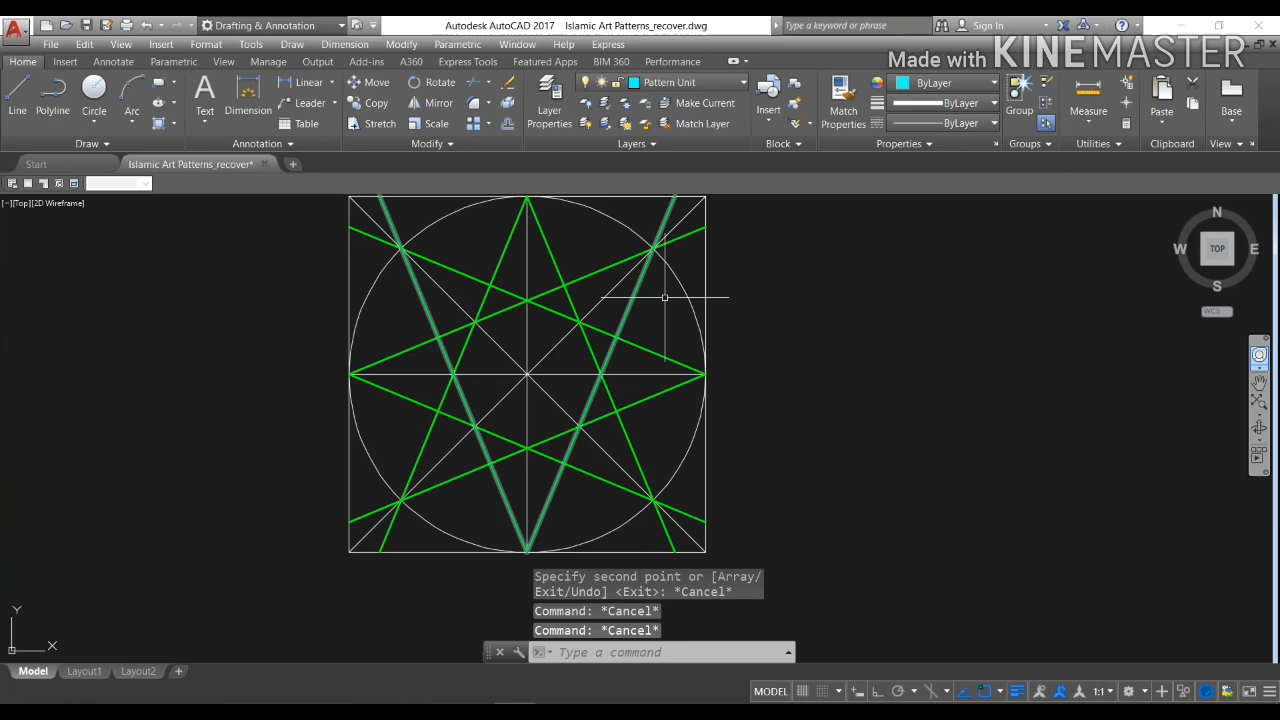 Drafting & Annotation
Autodesk AutoCAD 2017 Islamic Art Patterns_recover.dwg
Type a keyword or phrase
Sign In
File Edit View Insert Format Tools Draw Dimension Modify Parametric Window Help Express
Made with KINEMASTER
Home Insert Annotate Parametric View Manage Output Add-ins A360 Express Tools Featured Apps BIM 360 Performance
Line Polyline Circle Arc
Text Dimension
Linear
Leader
Table
Move Rotate
Copy Mirror
Stretch Scale
Layer
Properties
Pattern Unit
Make Current
Match Layer
Insert
Match
Properties
ByLayer
ByLayer
ByLayer
Group
Measure
Paste
Base
Draw Annotation Modify Layers Block Properties Groups Utilities Clipboard View
Start Islamic Art Patterns_recover*
[−][Top][2D Wireframe]
N
W TOP E
S
WCS
Specify second point or [Array/
Exit/Undo] <Exit>: *Cancel*
Command: *Cancel*
Command: *Cancel*
Type a command
Y
X
Model Layout1 Layout2
MODEL 1:1